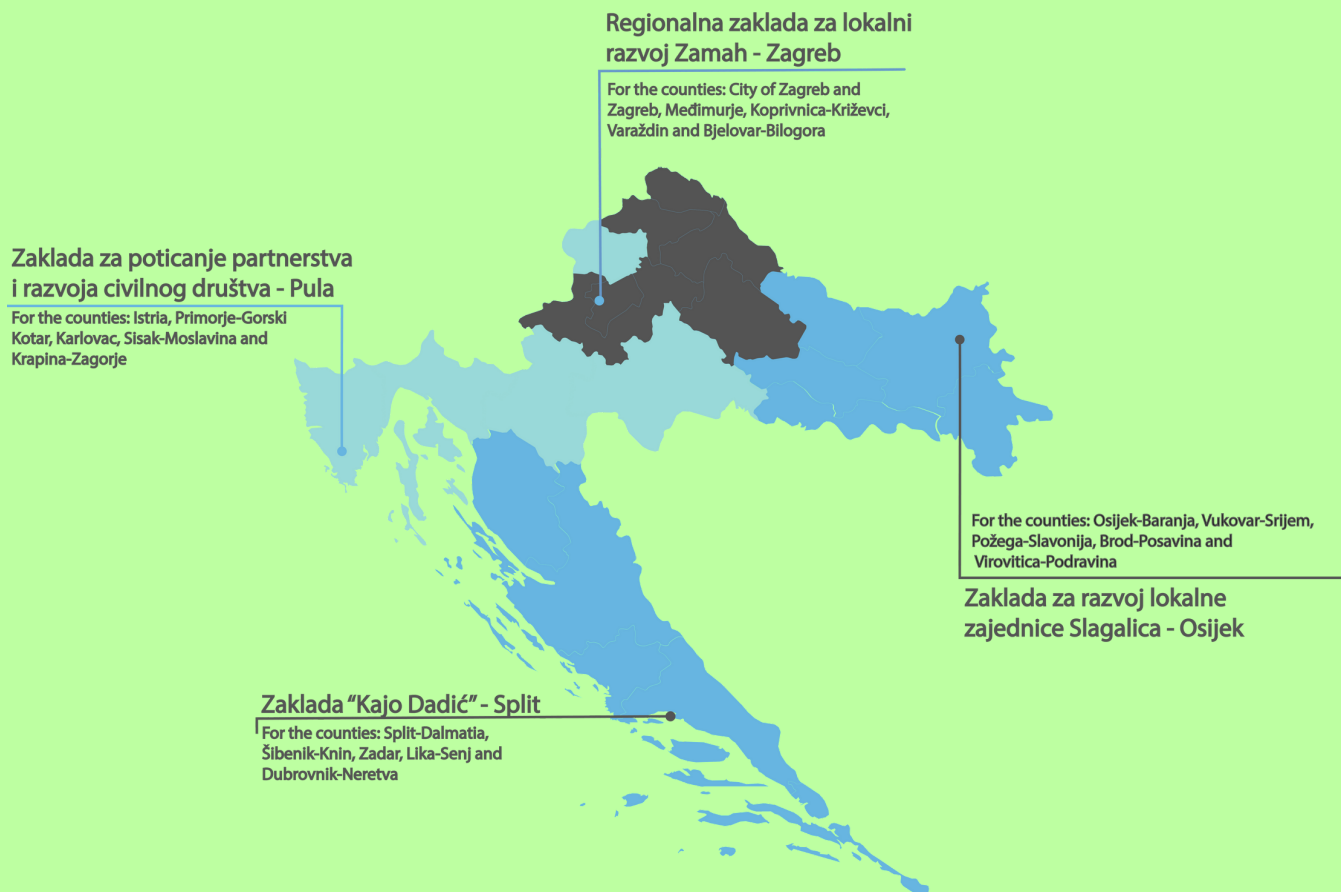 Regionalna zaklada za lokalni
razvoj Zamah - Zagreb
For the counties: City of Zagreb and
Zagreb, Međimurje, Koprivnica-Križevci,
Varaždin and Bjelovar-Bilogora
Zaklada za poticanje partnerstva
i razvoja civilnog društva - Pula
For the counties: Istria, Primorje-Gorski
Kotar, Karlovac, Sisak-Moslavina and
Krapina-Zagorje
For the counties: Osijek-Baranja, Vukovar-Srijem,
Požega-Slavonija, Brod-Posavina and
Virovitica-Podravina
Zaklada za razvoj lokalne
zajednice Slagalica - Osijek
Zaklada “Kajo Dadić” - Split
For the counties: Split-Dalmatia,
Šibenik-Knin, Zadar, Lika-Senj and
Dubrovnik-Neretva